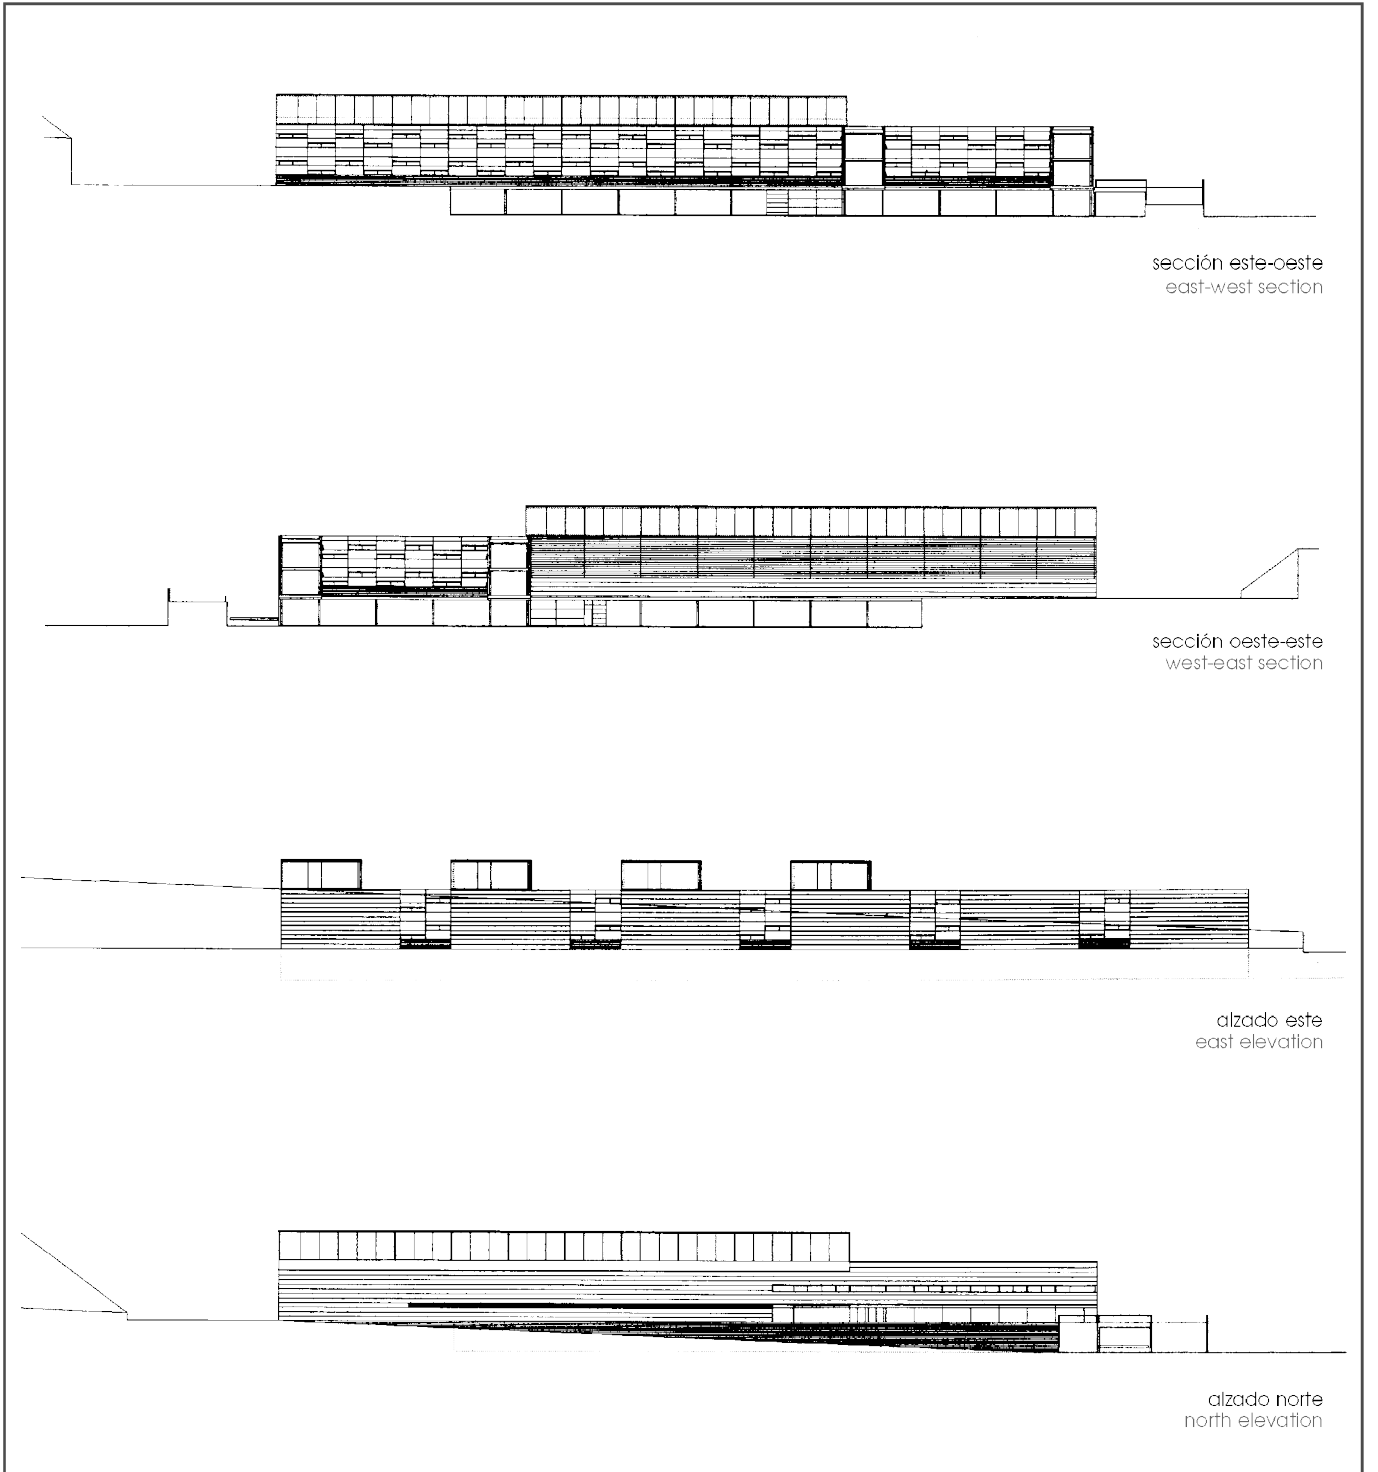 sección este-oeste
east-west section
sección oeste-este
west-east section
alzado este
east elevation
alzado norte
north elevation